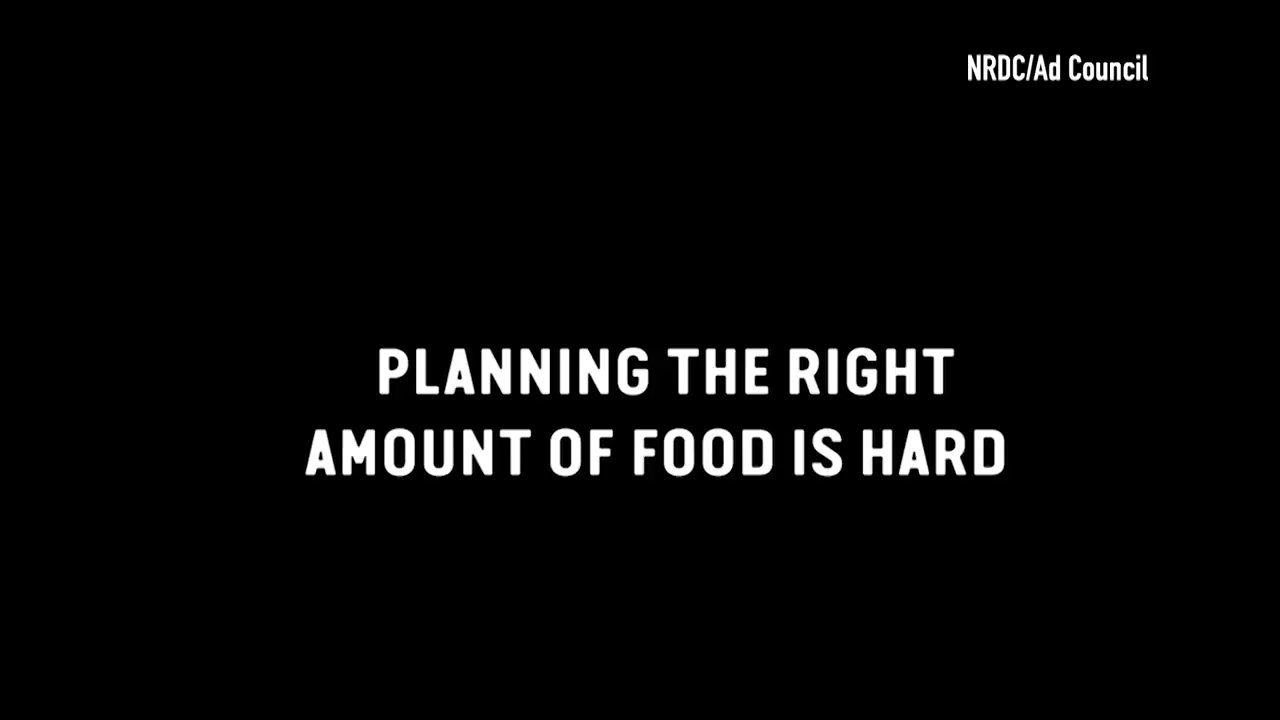 NRDC/Ad Council
PLANNING THE RIGHT
AMOUNT OF FOOD IS HARD